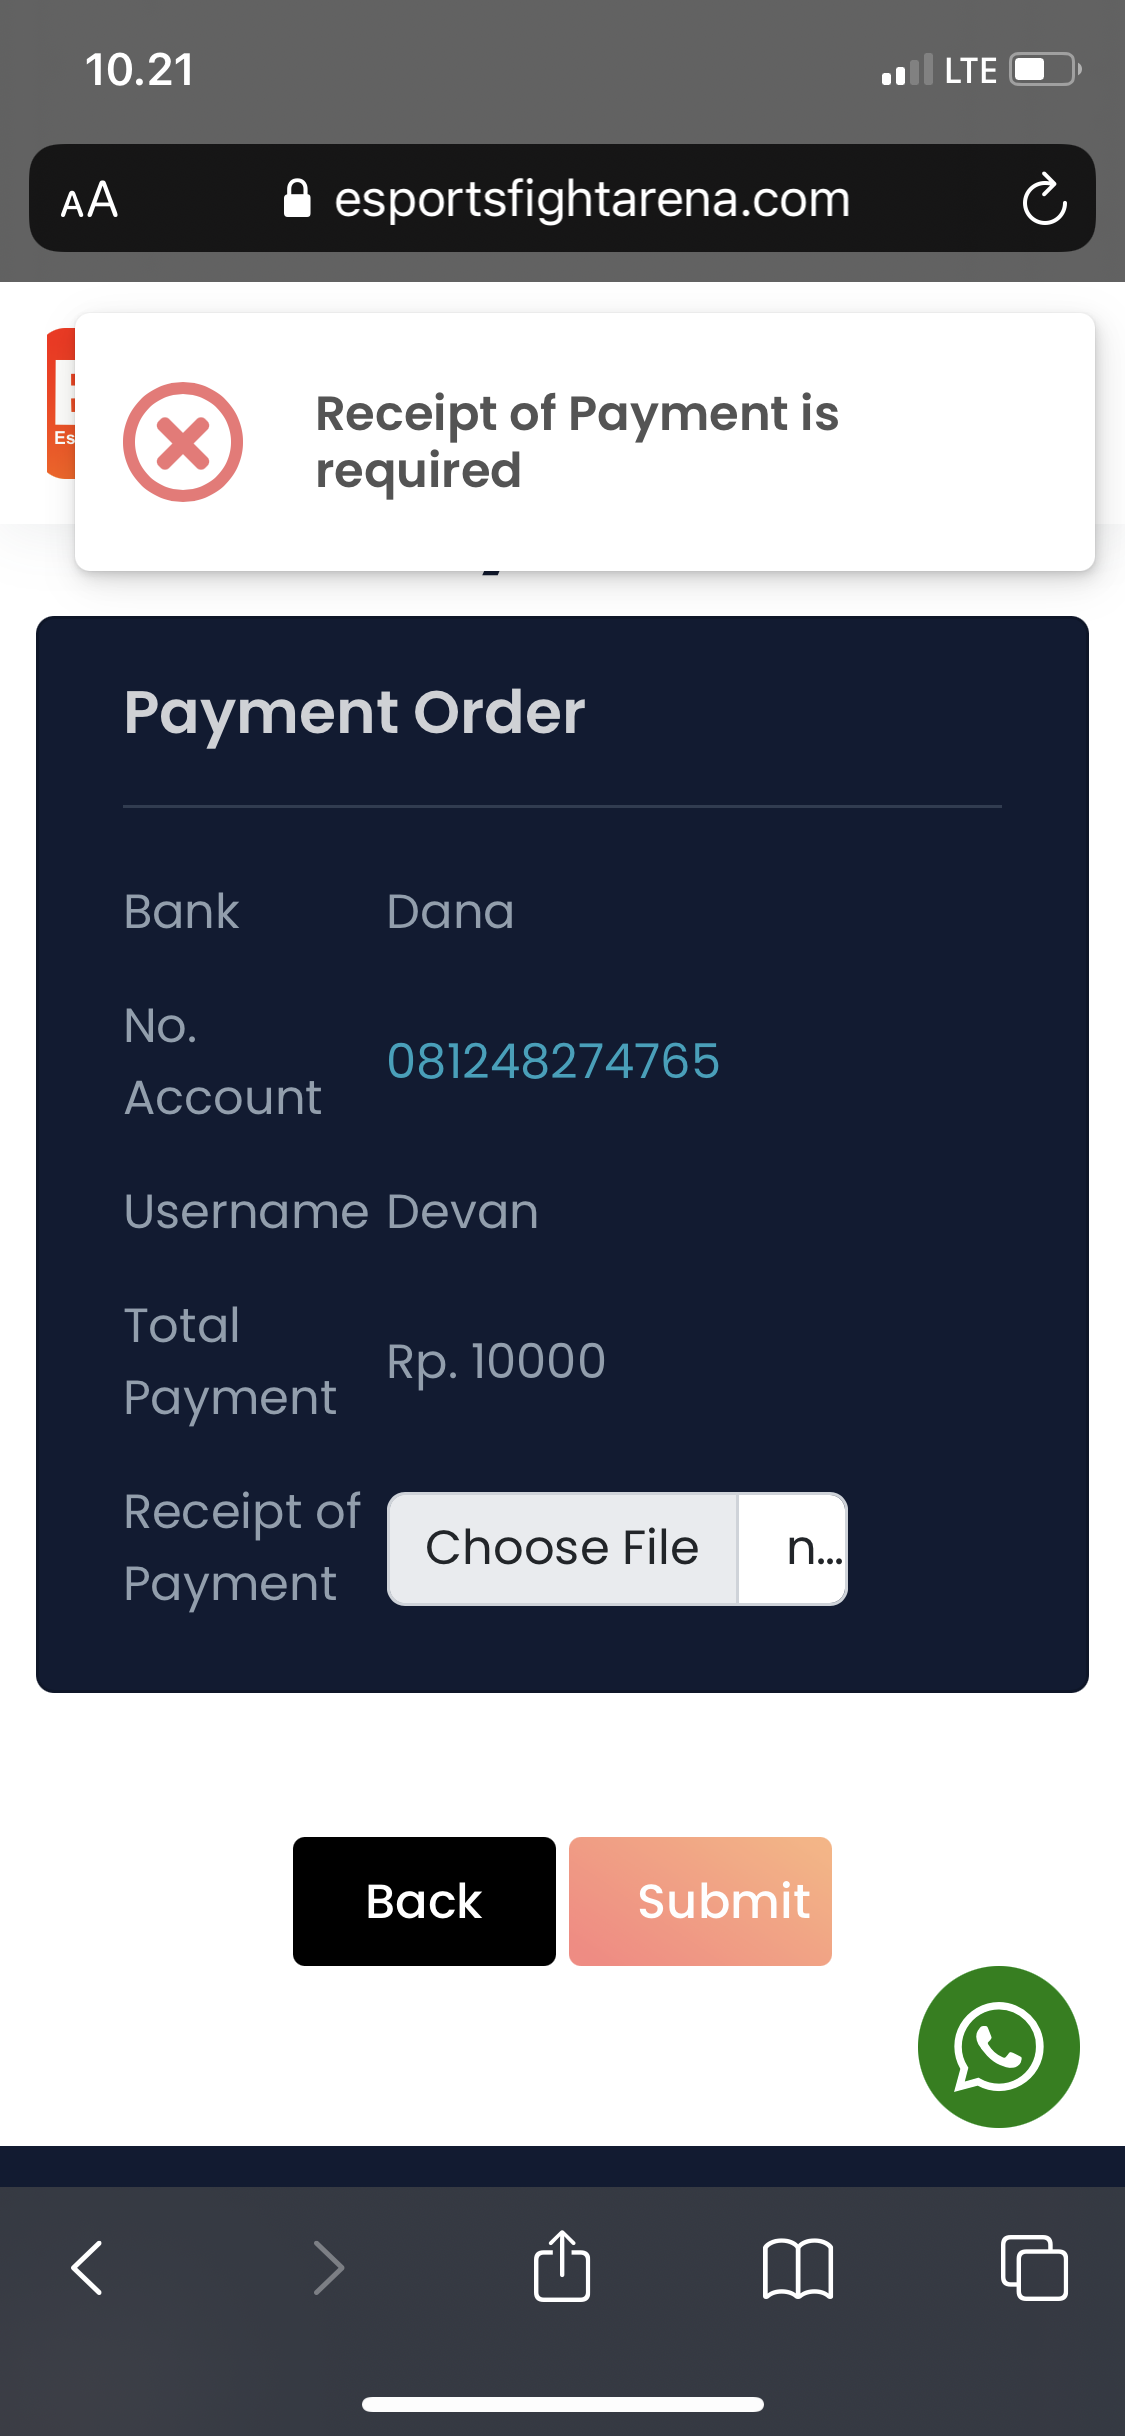 10.21
LTE
AA
esportsfightarena.com
Es
Receipt of Payment is
required
Payment Order
Bank
Dana
No.
Account
081248274765
Username
Devan
Total
Payment
Rp. 10000
Receipt of
Payment
Choose File
n...
Back
Submit